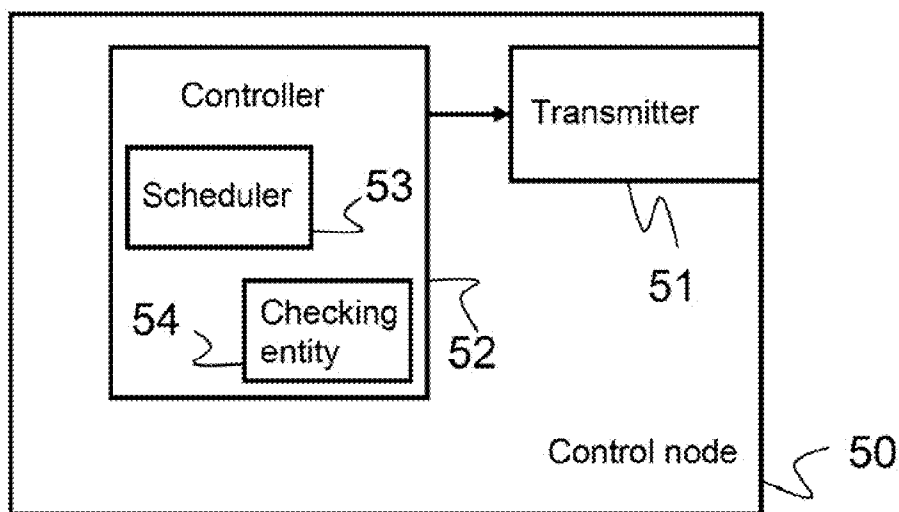 Controller
Transmitter
Scheduler
53
51
54
Checking
entity
52
Control node
50